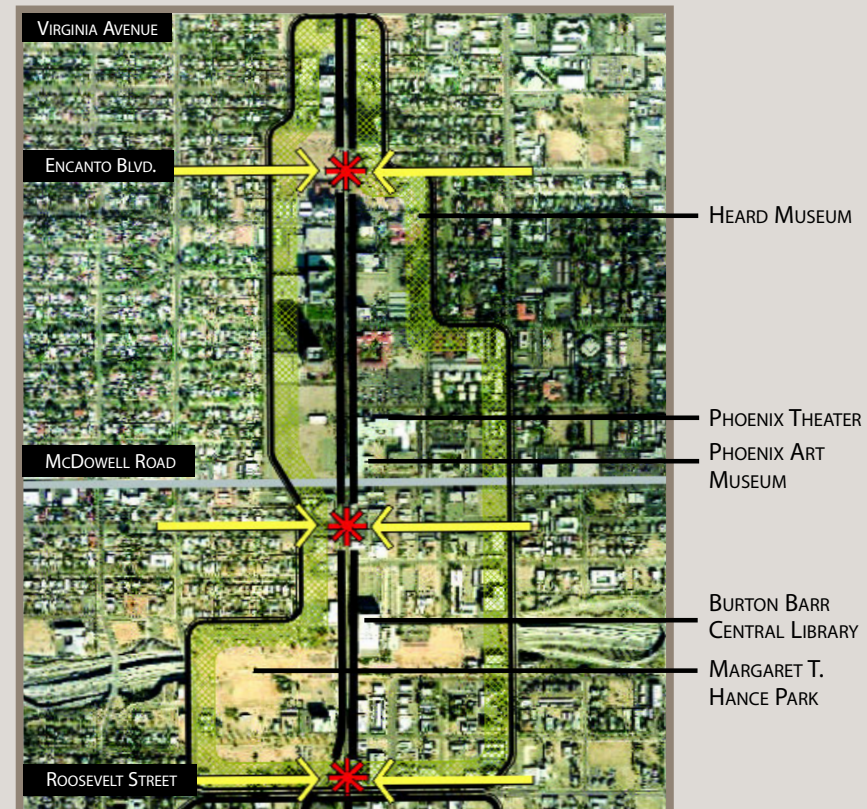 VIRGINIA AVENUE
ENCANTO BLVD.
HEARD MUSEUM
PHOENIX THEATER
PHOENIX ART
MUSEUM
MCDOWELL ROAD
BURTON BARR
CENTRAL LIBRARY
MARGARET T.
HANCE PARK
ROOSEVELT STREET